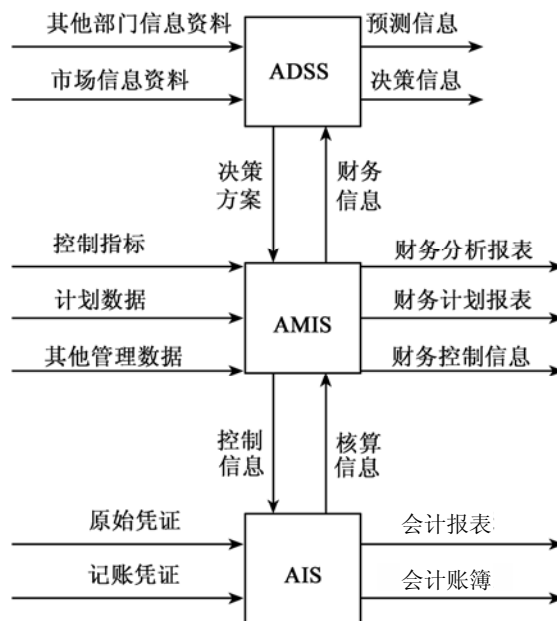 其他部门信息资料
预测信息
ADSS
市场信息资料
决策信息
决策
方案
财务
信息
控制指标
财务分析报表
计划数据
AMIS
财务计划报表
其他管理数据
财务控制信息
控制
信息
核算
信息
原始凭证
会计报表
AIS
记账凭证
会计账簿